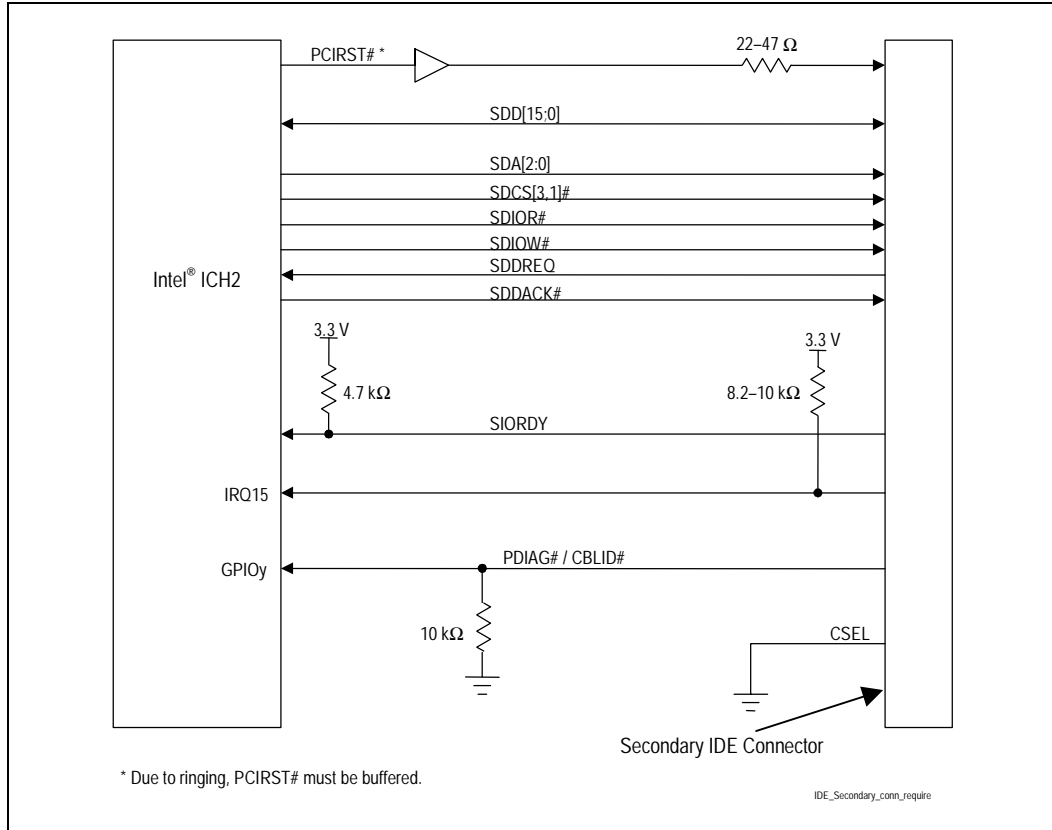 PCIRST# *
22–47 Ω
SDD[15:0]
SDA[2:0]
SDCS[3,1]#
SDIOR#
SDIOW#
SDDREQ
SDDACK#
Intel® ICH2
3.3 V
3.3 V
4.7 kΩ
8.2–10 kΩ
SIORDY
IRQ15
PDIAG# / CBLID#
GPIOy
10 kΩ
CSEL
Secondary IDE Connector
* Due to ringing, PCIRST# must be buffered.
IDE_Secondary_conn_require